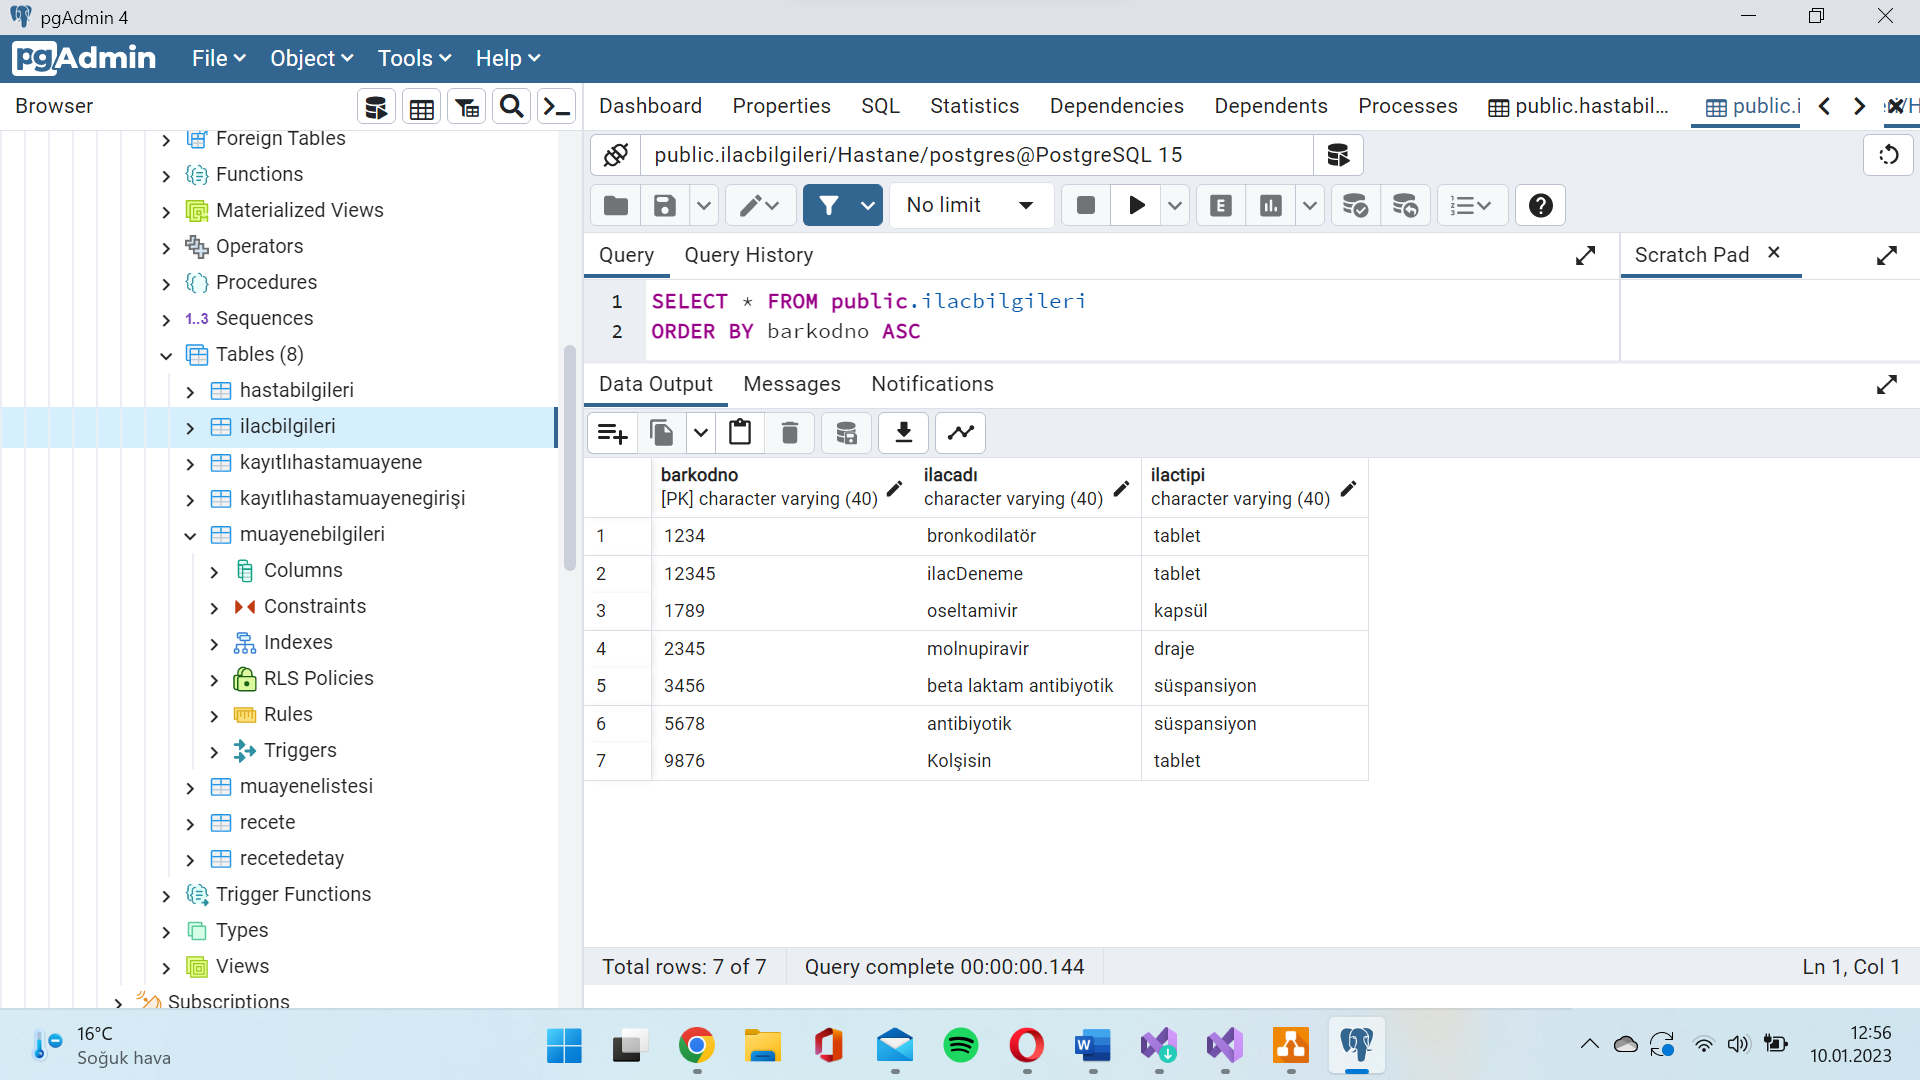 pgAdmin 4
pgAdmin File Object Tools Help
Browser
Foreign Tables
Functions
Materialized Views
Operators
Procedures
1..3 Sequences
Tables (8)
hastabilgileri
ilacbilgileri
kayıtlıhastamuayene
kayıtlıhastamuayenegirişi
muayenebilgileri
Columns
Constraints
Indexes
RLS Policies
Rules
Triggers
muayenelistesi
recete
recetedetay
Trigger Functions
Types
Views
Subscriptions
Dashboard Properties SQL Statistics Dependencies Dependents Processes public.hastabil... public.i
public.ilacbilgileri/Hastane/postgres@PostgreSQL 15
No limit
E
Query Query History
Scratch Pad
1 SELECT * FROM public.ilacbilgileri
2 ORDER BY barkodno ASC
Data Output Messages Notifications
barkodno ilacadı ilactipi
[PK] character varying (40) character varying (40) character varying (40)
1 1234 bronkodilatör tablet
2 12345 ilacDeneme tablet
3 1789 oseltamivir kapsül
4 2345 molnupiravir draje
5 3456 beta laktam antibiyotik süspansiyon
6 5678 antibiyotik süspansiyon
7 9876 Kolşisin tablet
Total rows: 7 of 7 Query complete 00:00:00.144 Ln 1, Col 1
16°C
Soğuk hava
12:56
10.01.2023